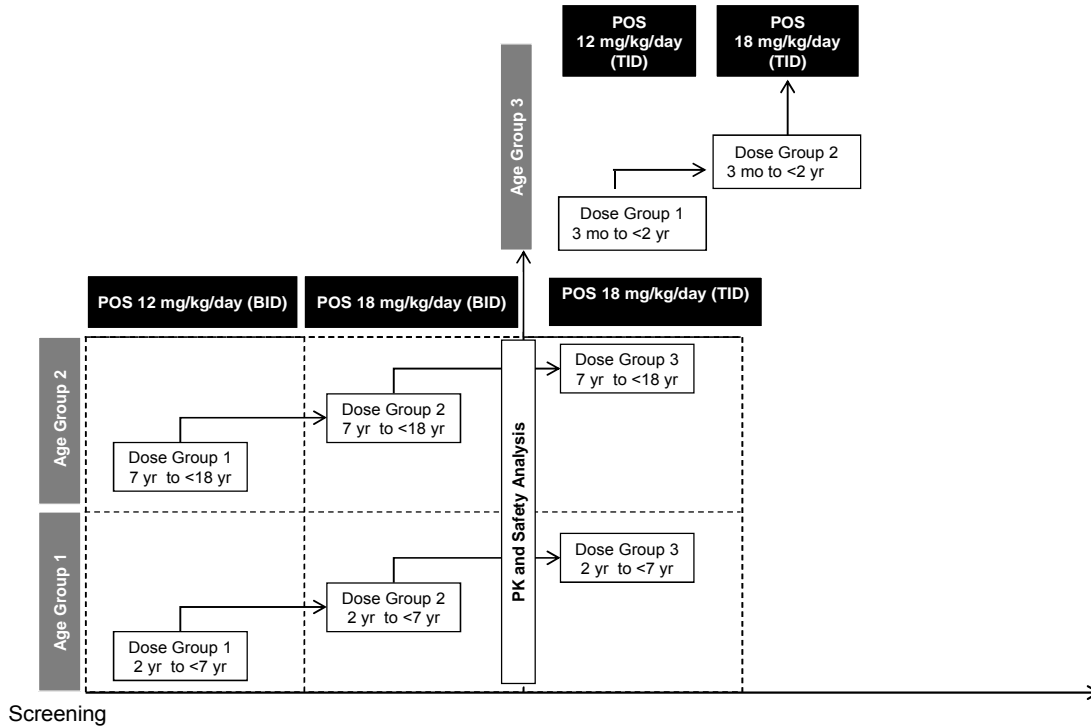 POS
12 mg/kg/day
(TID)
POS
18 mg/kg/day
(TID)
Age Group 3
Dose Group 2
3 mo to <2 yr
Dose Group 1
3 mo to <2 yr
POS 12 mg/kg/day (BID)
POS 18 mg/kg/day (BID)
POS 18 mg/kg/day (TID)
Age Group 2
Dose Group 1
7 yr to <18 yr
Dose Group 2
7 yr to <18 yr
PK and Safety Analysis
Dose Group 3
7 yr to <18 yr
Age Group 1
Dose Group 1
2 yr to <7 yr
Dose Group 2
2 yr to <7 yr
Dose Group 3
2 yr to <7 yr
Screening